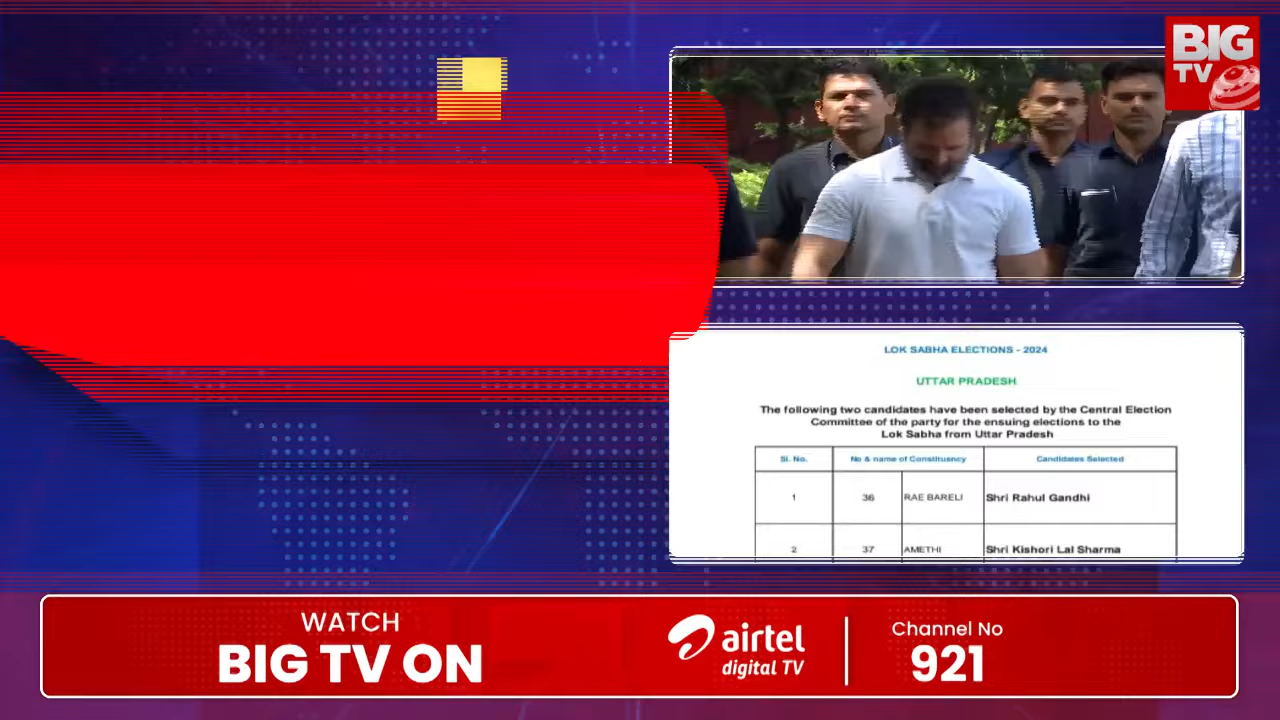 BIG
TV
LOK SABHA ELECTIONS - 2024
UTTAR PRADESH
The following two candidates have been selected by the Central Election
Committee of the party for the ensuing elections to the
Lok Sabha from Uttar Pradesh
Sl. No. No & name of Constituency Candidates Selected
1 36 RAE BARELI Shri Rahul Gandhi
2 37 AMETHI Shri Kishori Lal Sharma
WATCH
BIG TV ON
airtel
digital TV
Channel No
921